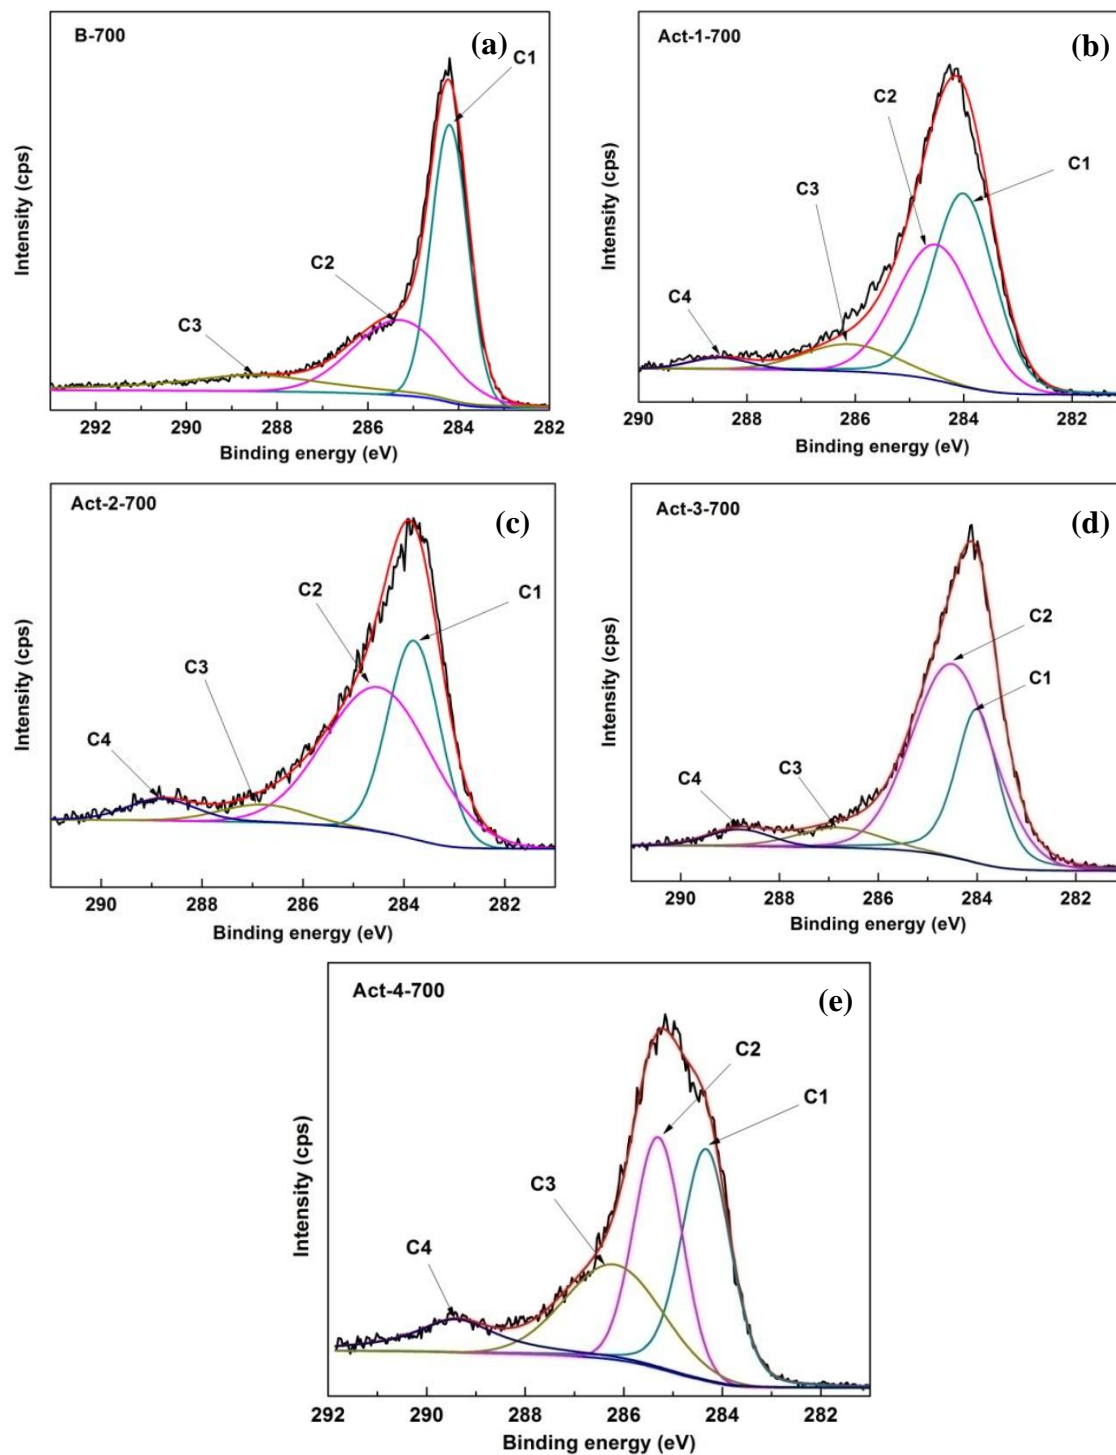 B-700
(a)
C1
C2
C3
Intensity (cps)
292 290 288 286 284 282
Binding energy (eV)
Act-1-700
(b)
C2
C1
C3
C4
Intensity (cps)
290 288 286 284 282
Binding energy (eV)
Act-2-700
(c)
C2
C1
C3
C4
Intensity (cps)
290 288 286 284 282
Binding energy (eV)
Act-3-700
(d)
C2
C1
C3
C4
Intensity (cps)
290 288 286 284 282
Binding energy (eV)
Act-4-700
(e)
C2
C1
C3
C4
Intensity (cps)
292 290 288 286 284 282
Binding energy (eV)